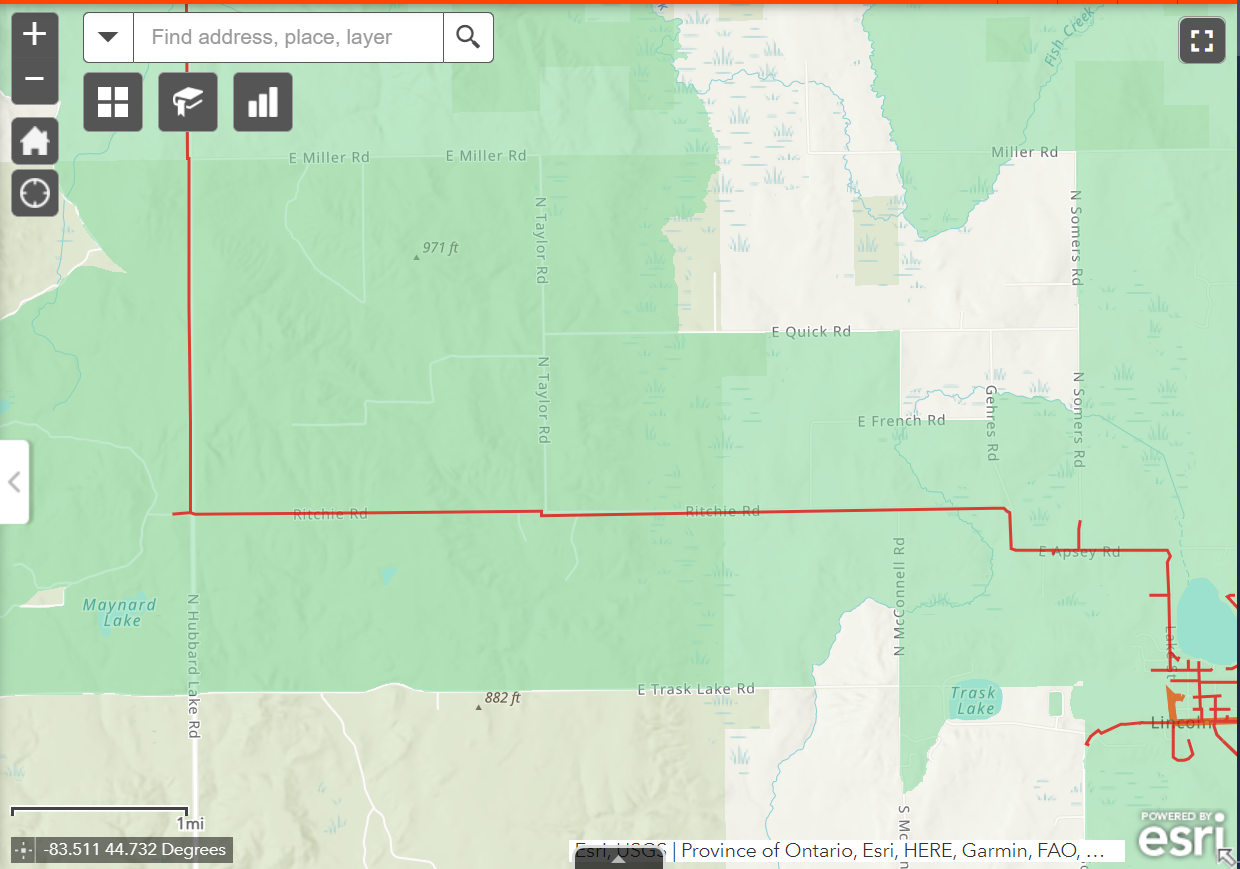 Find address, place, layer
Fish Creek
E Miller Rd
E Miller Rd
Miller Rd
N Taylor Rd
N Somers Rd
971 ft
E Quick Rd
N Taylor Rd
N Somers Rd
Gehres Rd
E French Rd
Ritchie Rd
Ritchie Rd
N McConnell Rd
E Apsey Rd
Maynard
Lake
N Hubbard Lake Rd
Lake St
E Trask Lake Rd
882 ft
Trask
Lake
Lincoln
S Mc
1mi
-83.511 44.732 Degrees
POWERED BY
esri
Esri, USGS | Province of Ontario, Esri, HERE, Garmin, FAO, …